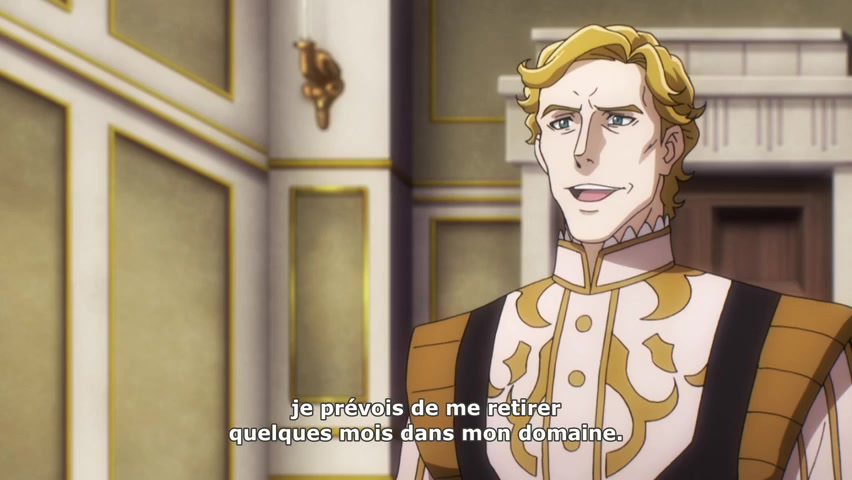 je prévois de me retirer
quelques mois dans mon domaine.